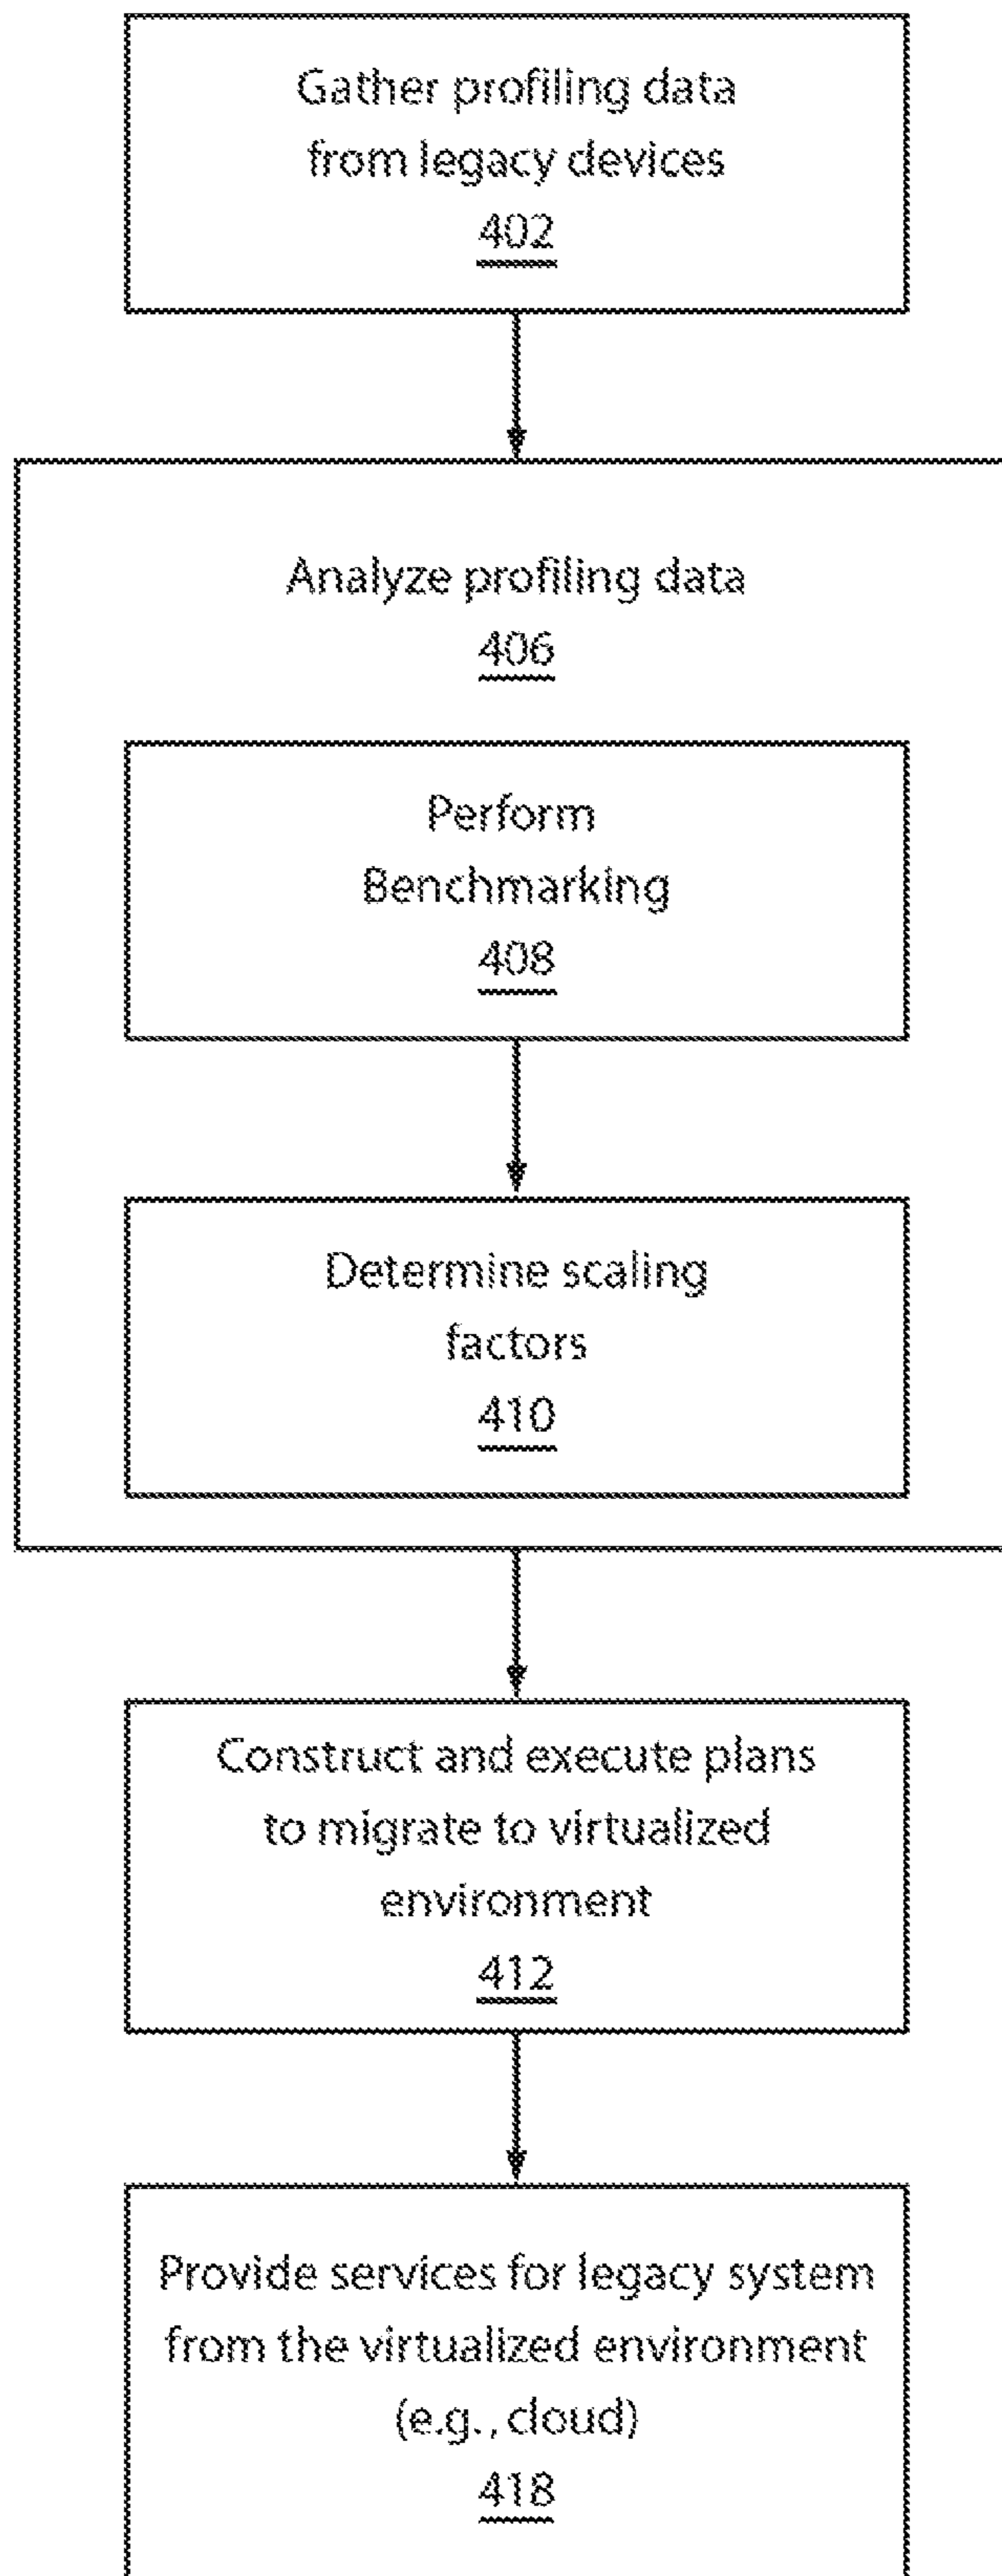 Gather profiling data
from legacy devices
402
Analyze profiling data
406
Perform
Benchmarking
408
Determine scaling
factors
410
Construct and execute plans
to migrate to virtualized
environment
412
Provide services for legacy system
from the virtualized environment
(e.g., cloud)
418